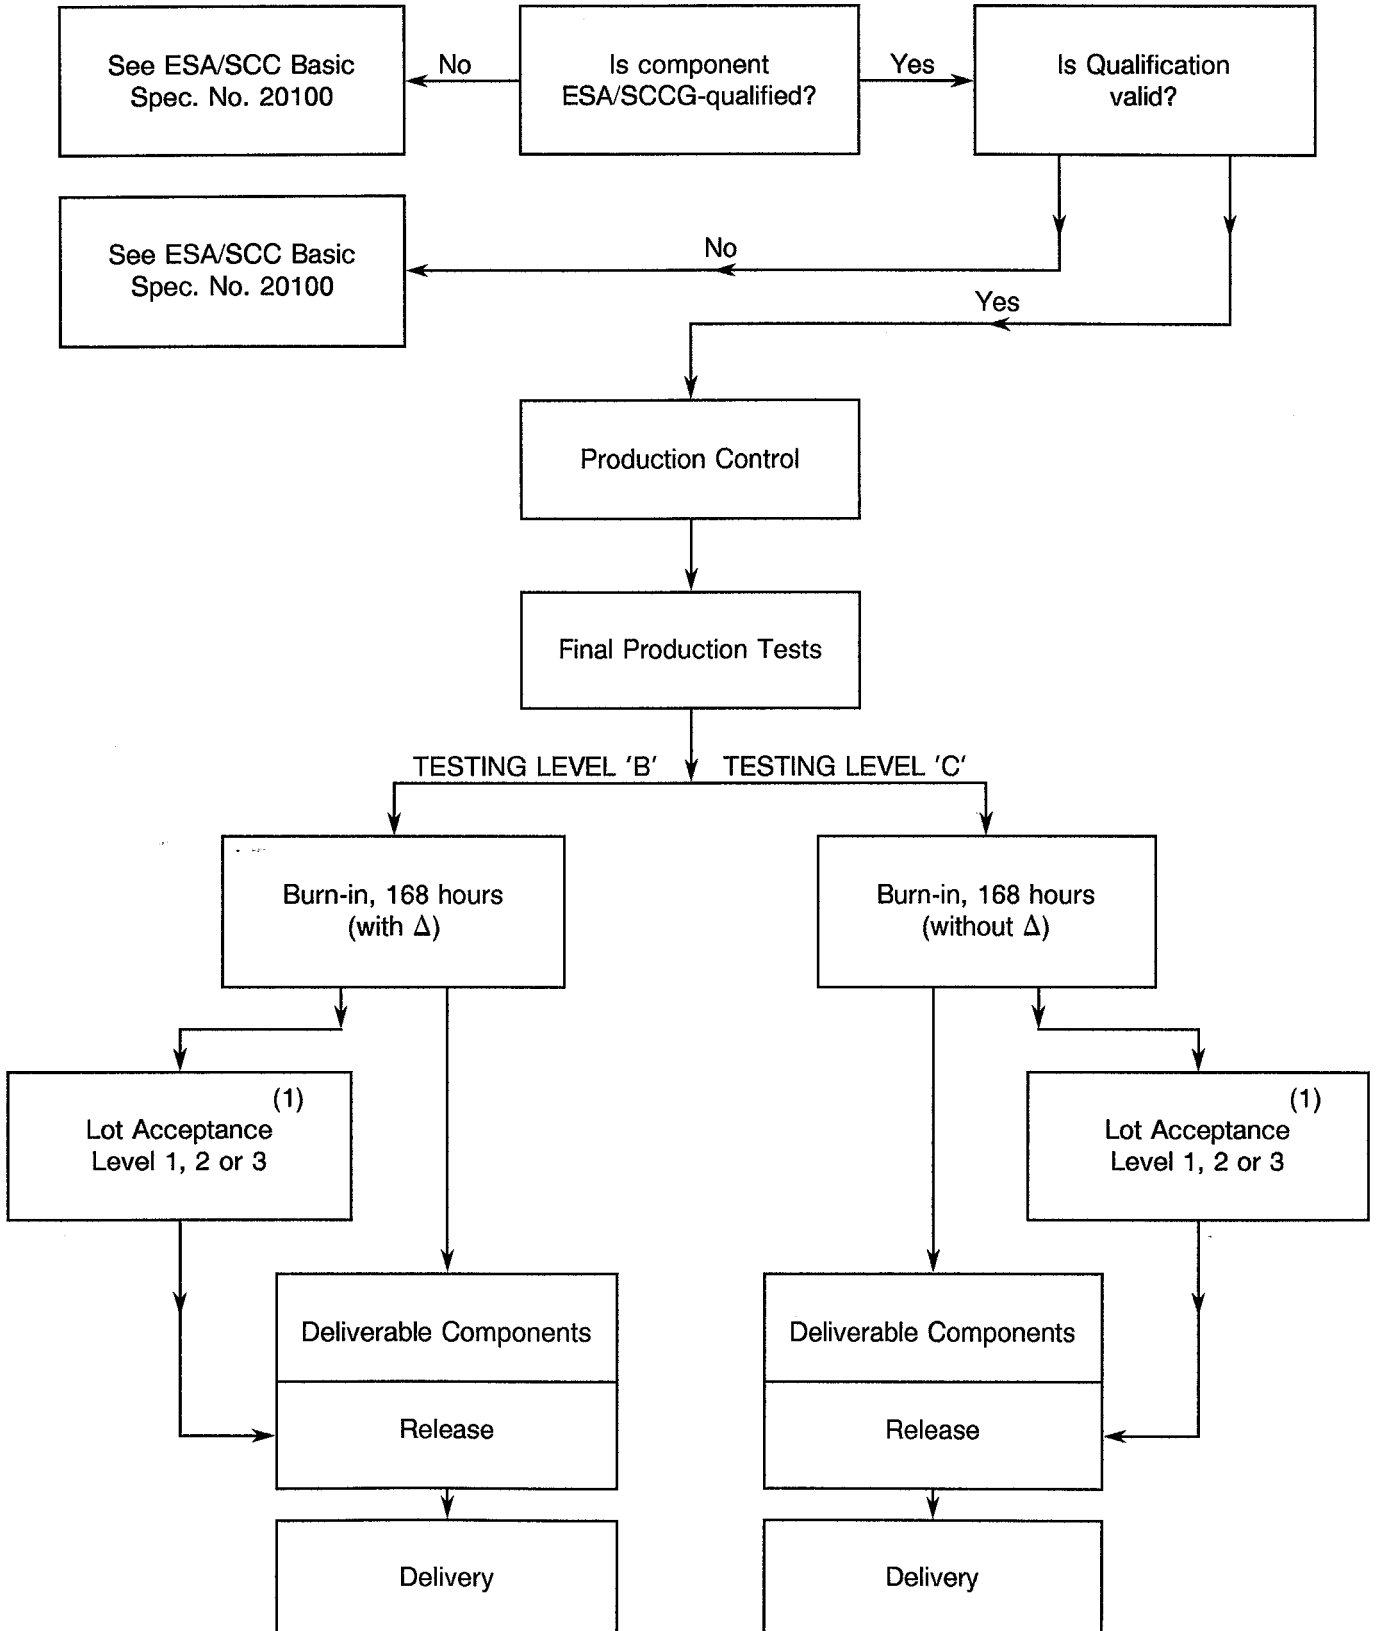 See ESA/SCC Basic
Spec. No. 20100
No
Is component
ESA/SCCG-qualified?
Yes
Is Qualification
valid?
See ESA/SCC Basic
Spec. No. 20100
No
Yes
Production Control
Final Production Tests
TESTING LEVEL 'B'
TESTING LEVEL 'C'
Burn-in, 168 hours
(with Δ)
Burn-in, 168 hours
(without Δ)
(1)
Lot Acceptance
Level 1, 2 or 3
(1)
Lot Acceptance
Level 1, 2 or 3
Deliverable Components
Deliverable Components
Release
Release
Delivery
Delivery